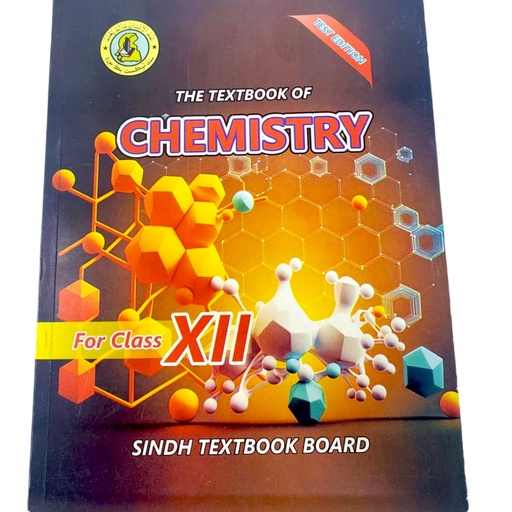 TEST EDITION
THE TEXTBOOK OF
CHEMISTRY
For Class XII
SINDH TEXTBOOK BOARD